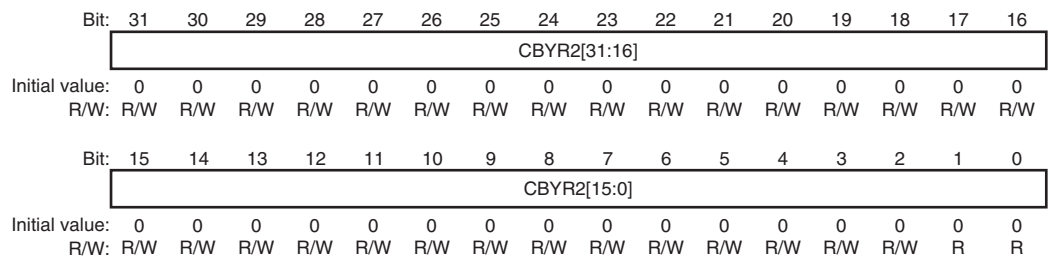 Bit: 31 30 29 28 27 26 25 24 23 22 21 20 19 18 17 16
CBYR2[31:16]
Initial value: 0 0 0 0 0 0 0 0 0 0 0 0 0 0 0 0
R/W: R/W R/W R/W R/W R/W R/W R/W R/W R/W R/W R/W R/W R/W R/W R/W R/W
Bit: 15 14 13 12 11 10 9 8 7 6 5 4 3 2 1 0
CBYR2[15:0]
Initial value: 0 0 0 0 0 0 0 0 0 0 0 0 0 0 0 0
R/W: R/W R/W R/W R/W R/W R/W R/W R/W R/W R/W R/W R/W R/W R/W R R